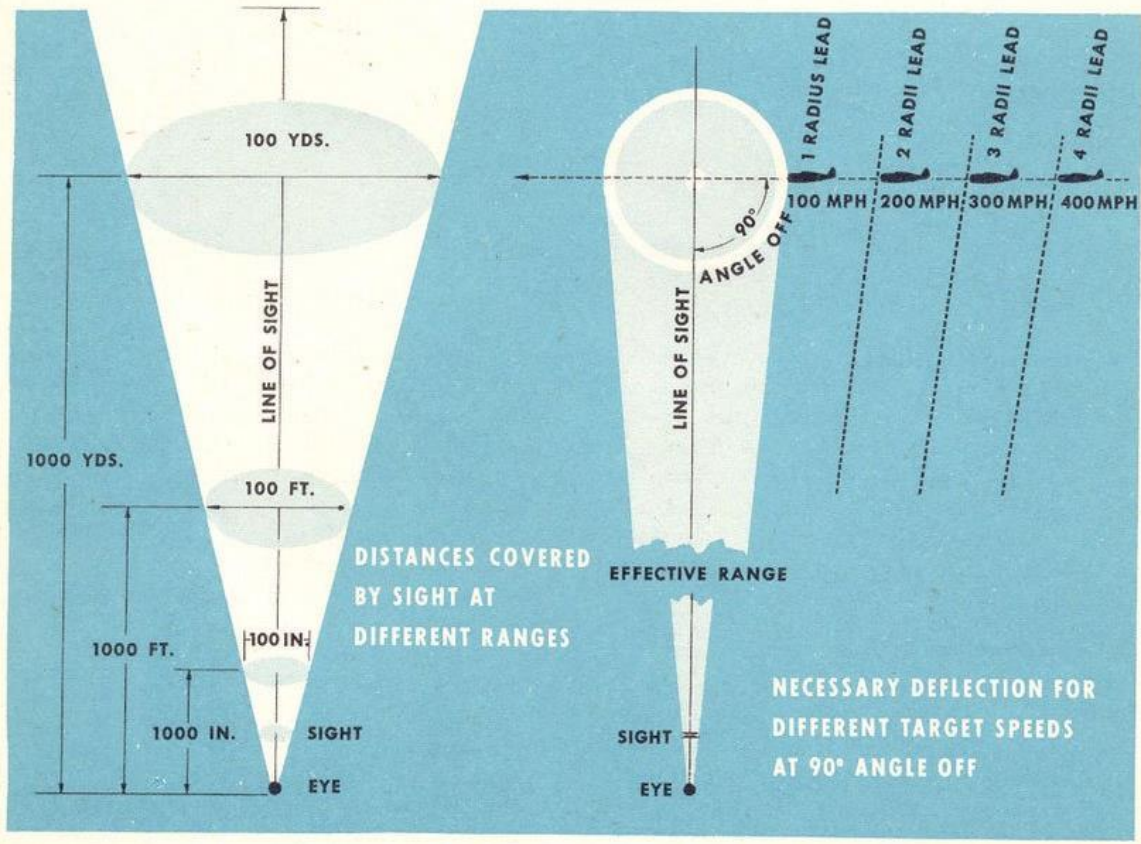 100 YDS.
LINE OF SIGHT
1000 YDS.
100 FT.
1000 FT.
100 IN.
1000 IN.
SIGHT
EYE
DISTANCES COVERED
BY SIGHT AT
DIFFERENT RANGES
1 RADIUS LEAD
2 RADII LEAD
3 RADII LEAD
4 RADII LEAD
100 MPH
200 MPH
300 MPH
400 MPH
90°
ANGLE OFF
LINE OF SIGHT
EFFECTIVE RANGE
SIGHT
EYE
NECESSARY DEFLECTION FOR
DIFFERENT TARGET SPEEDS
AT 90° ANGLE OFF